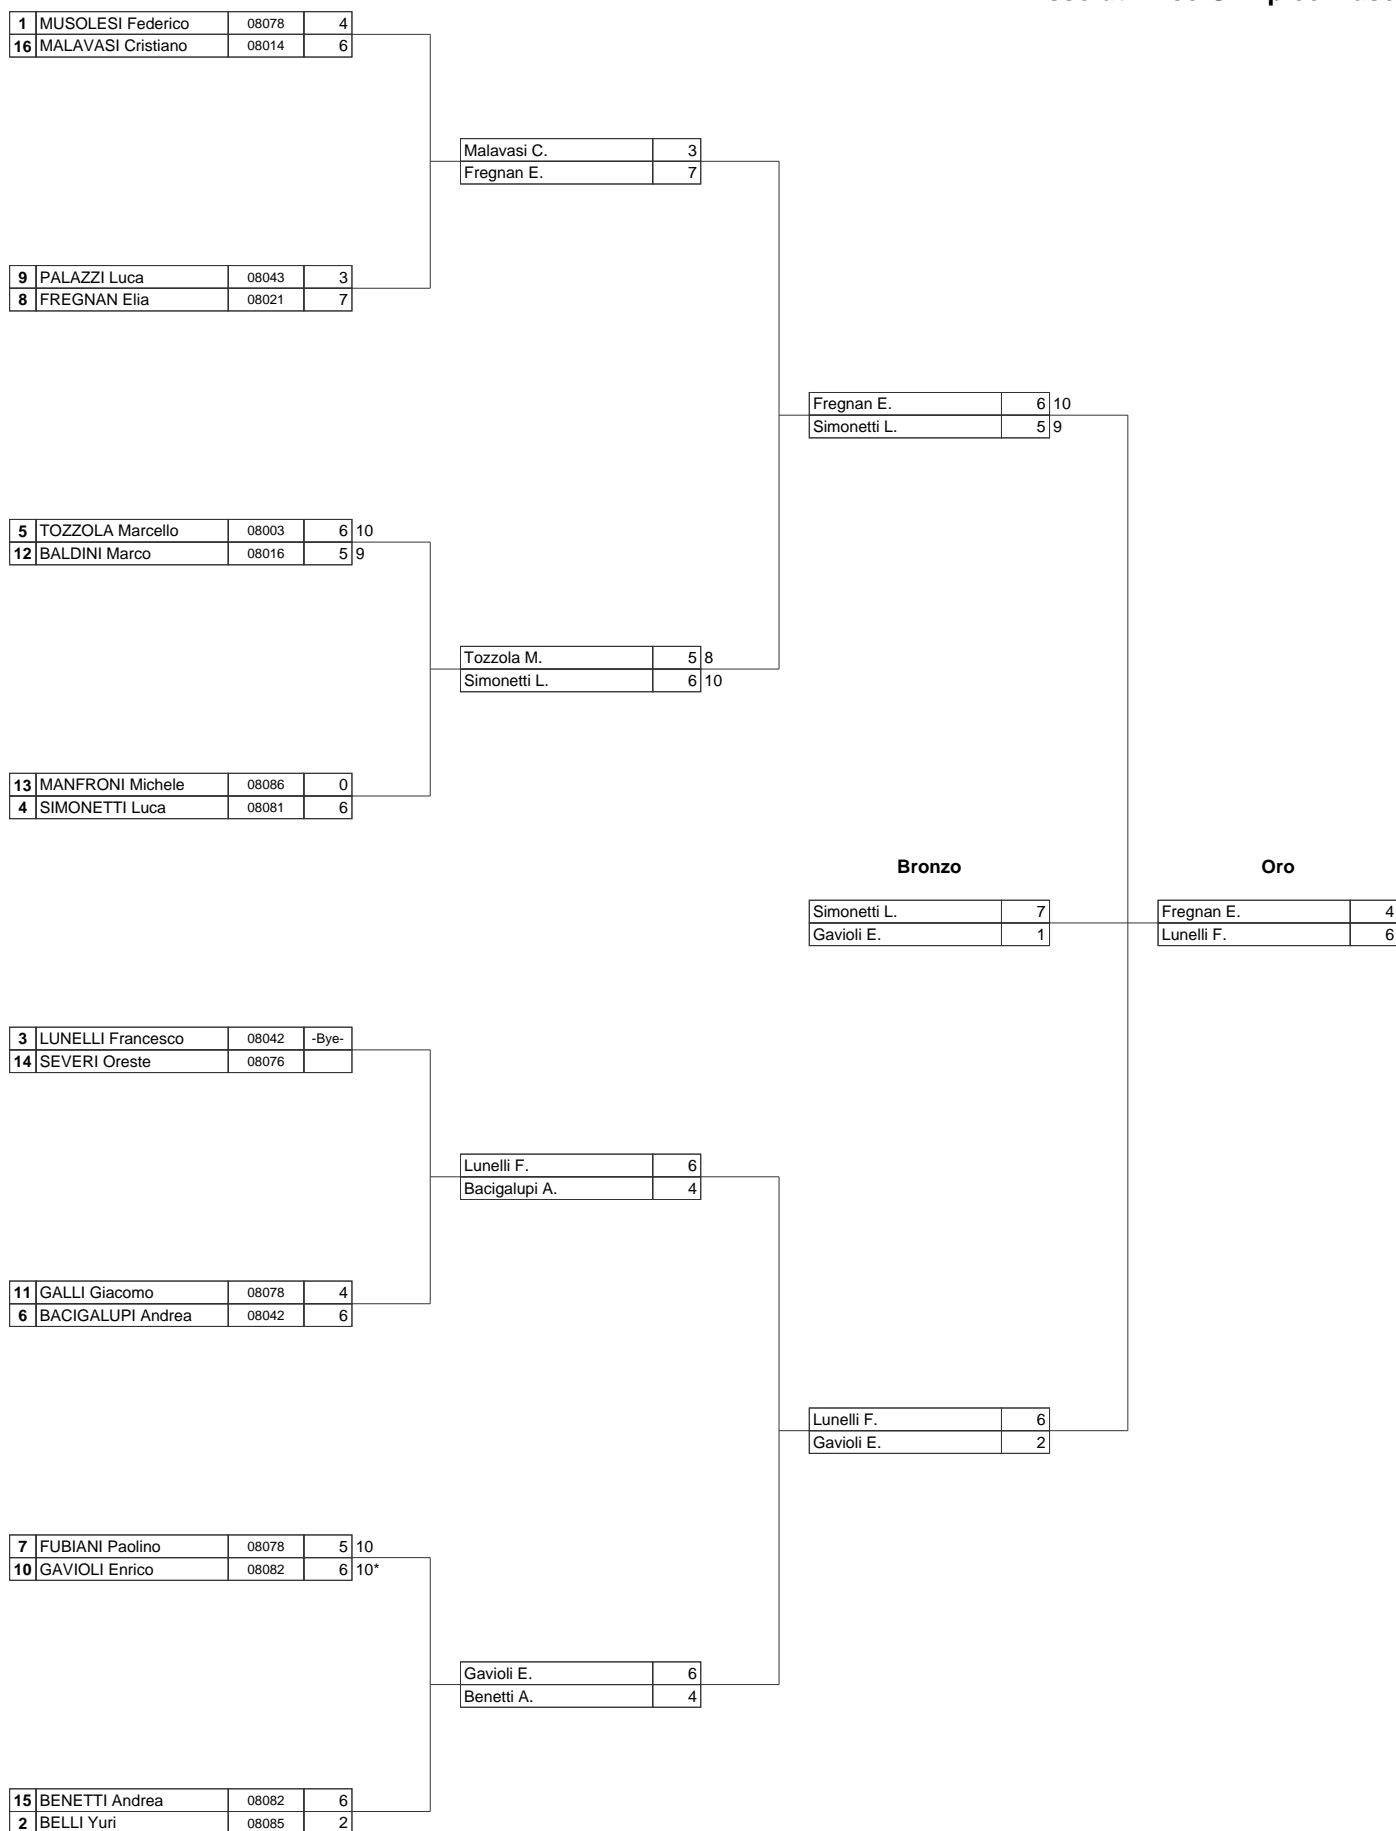 1 MUSOLESI Federico 08078 4
16 MALAVASI Cristiano 08014 6
Malavasi C. 3
Fregnan E. 7
9 PALAZZI Luca 08043 3
8 FREGNAN Elia 08021 7
Fregnan E. 6 10
Simonetti L. 5 9
5 TOZZOLA Marcello 08003 6 10
12 BALDINI Marco 08016 5 9
Tozzola M. 5 8
Simonetti L. 6 10
13 MANFRONI Michele 08086 0
4 SIMONETTI Luca 08081 6
Bronzo Oro
Simonetti L. 7 Fregnan E. 4
Gavioli E. 1 Lunelli F. 6
3 LUNELLI Francesco 08042 -Bye-
14 SEVERI Oreste 08076
Lunelli F. 6
Bacigalupi A. 4
11 GALLI Giacomo 08078 4
6 BACIGALUPI Andrea 08042 6
Lunelli F. 6
Gavioli E. 2
7 FUBIANI Paolino 08078 5 10
10 GAVIOLI Enrico 08082 6 10*
Gavioli E. 6
Benetti A. 4
15 BENETTI Andrea 08082 6
2 BELLI Yuri 08085 2